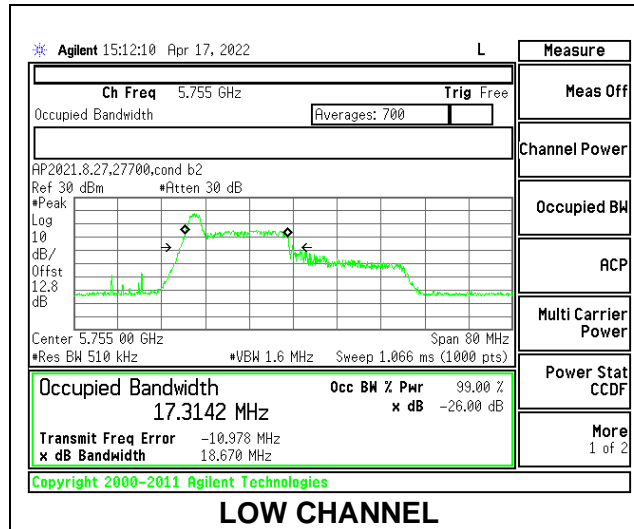 Agilent 15:12:10 Apr 17, 2022 L
Measure
Ch Freq 5.755 GHz Trig Free
Meas Off
Occupied Bandwidth Averages: 700
Channel Power
AP2021.8.27,27700,cond b2
Ref 30 dBm #Atten 30 dB
#Peak
Log
10
dB/
Offst
12.8
dB
Occupied BW
ACP
Multi Carrier
Power
Center 5.755 00 GHz Span 80 MHz
#Res BW 510 kHz #VBW 1.6 MHz Sweep 1.066 ms (1000 pts)
Power Stat
CCDF
Occupied Bandwidth Occ BW % Pwr 99.00 %
17.3142 MHz x dB -26.00 dB
Transmit Freq Error -10.978 MHz
x dB Bandwidth 18.670 MHz
More
1 of 2
Copyright 2000-2011 Agilent Technologies
LOW CHANNEL